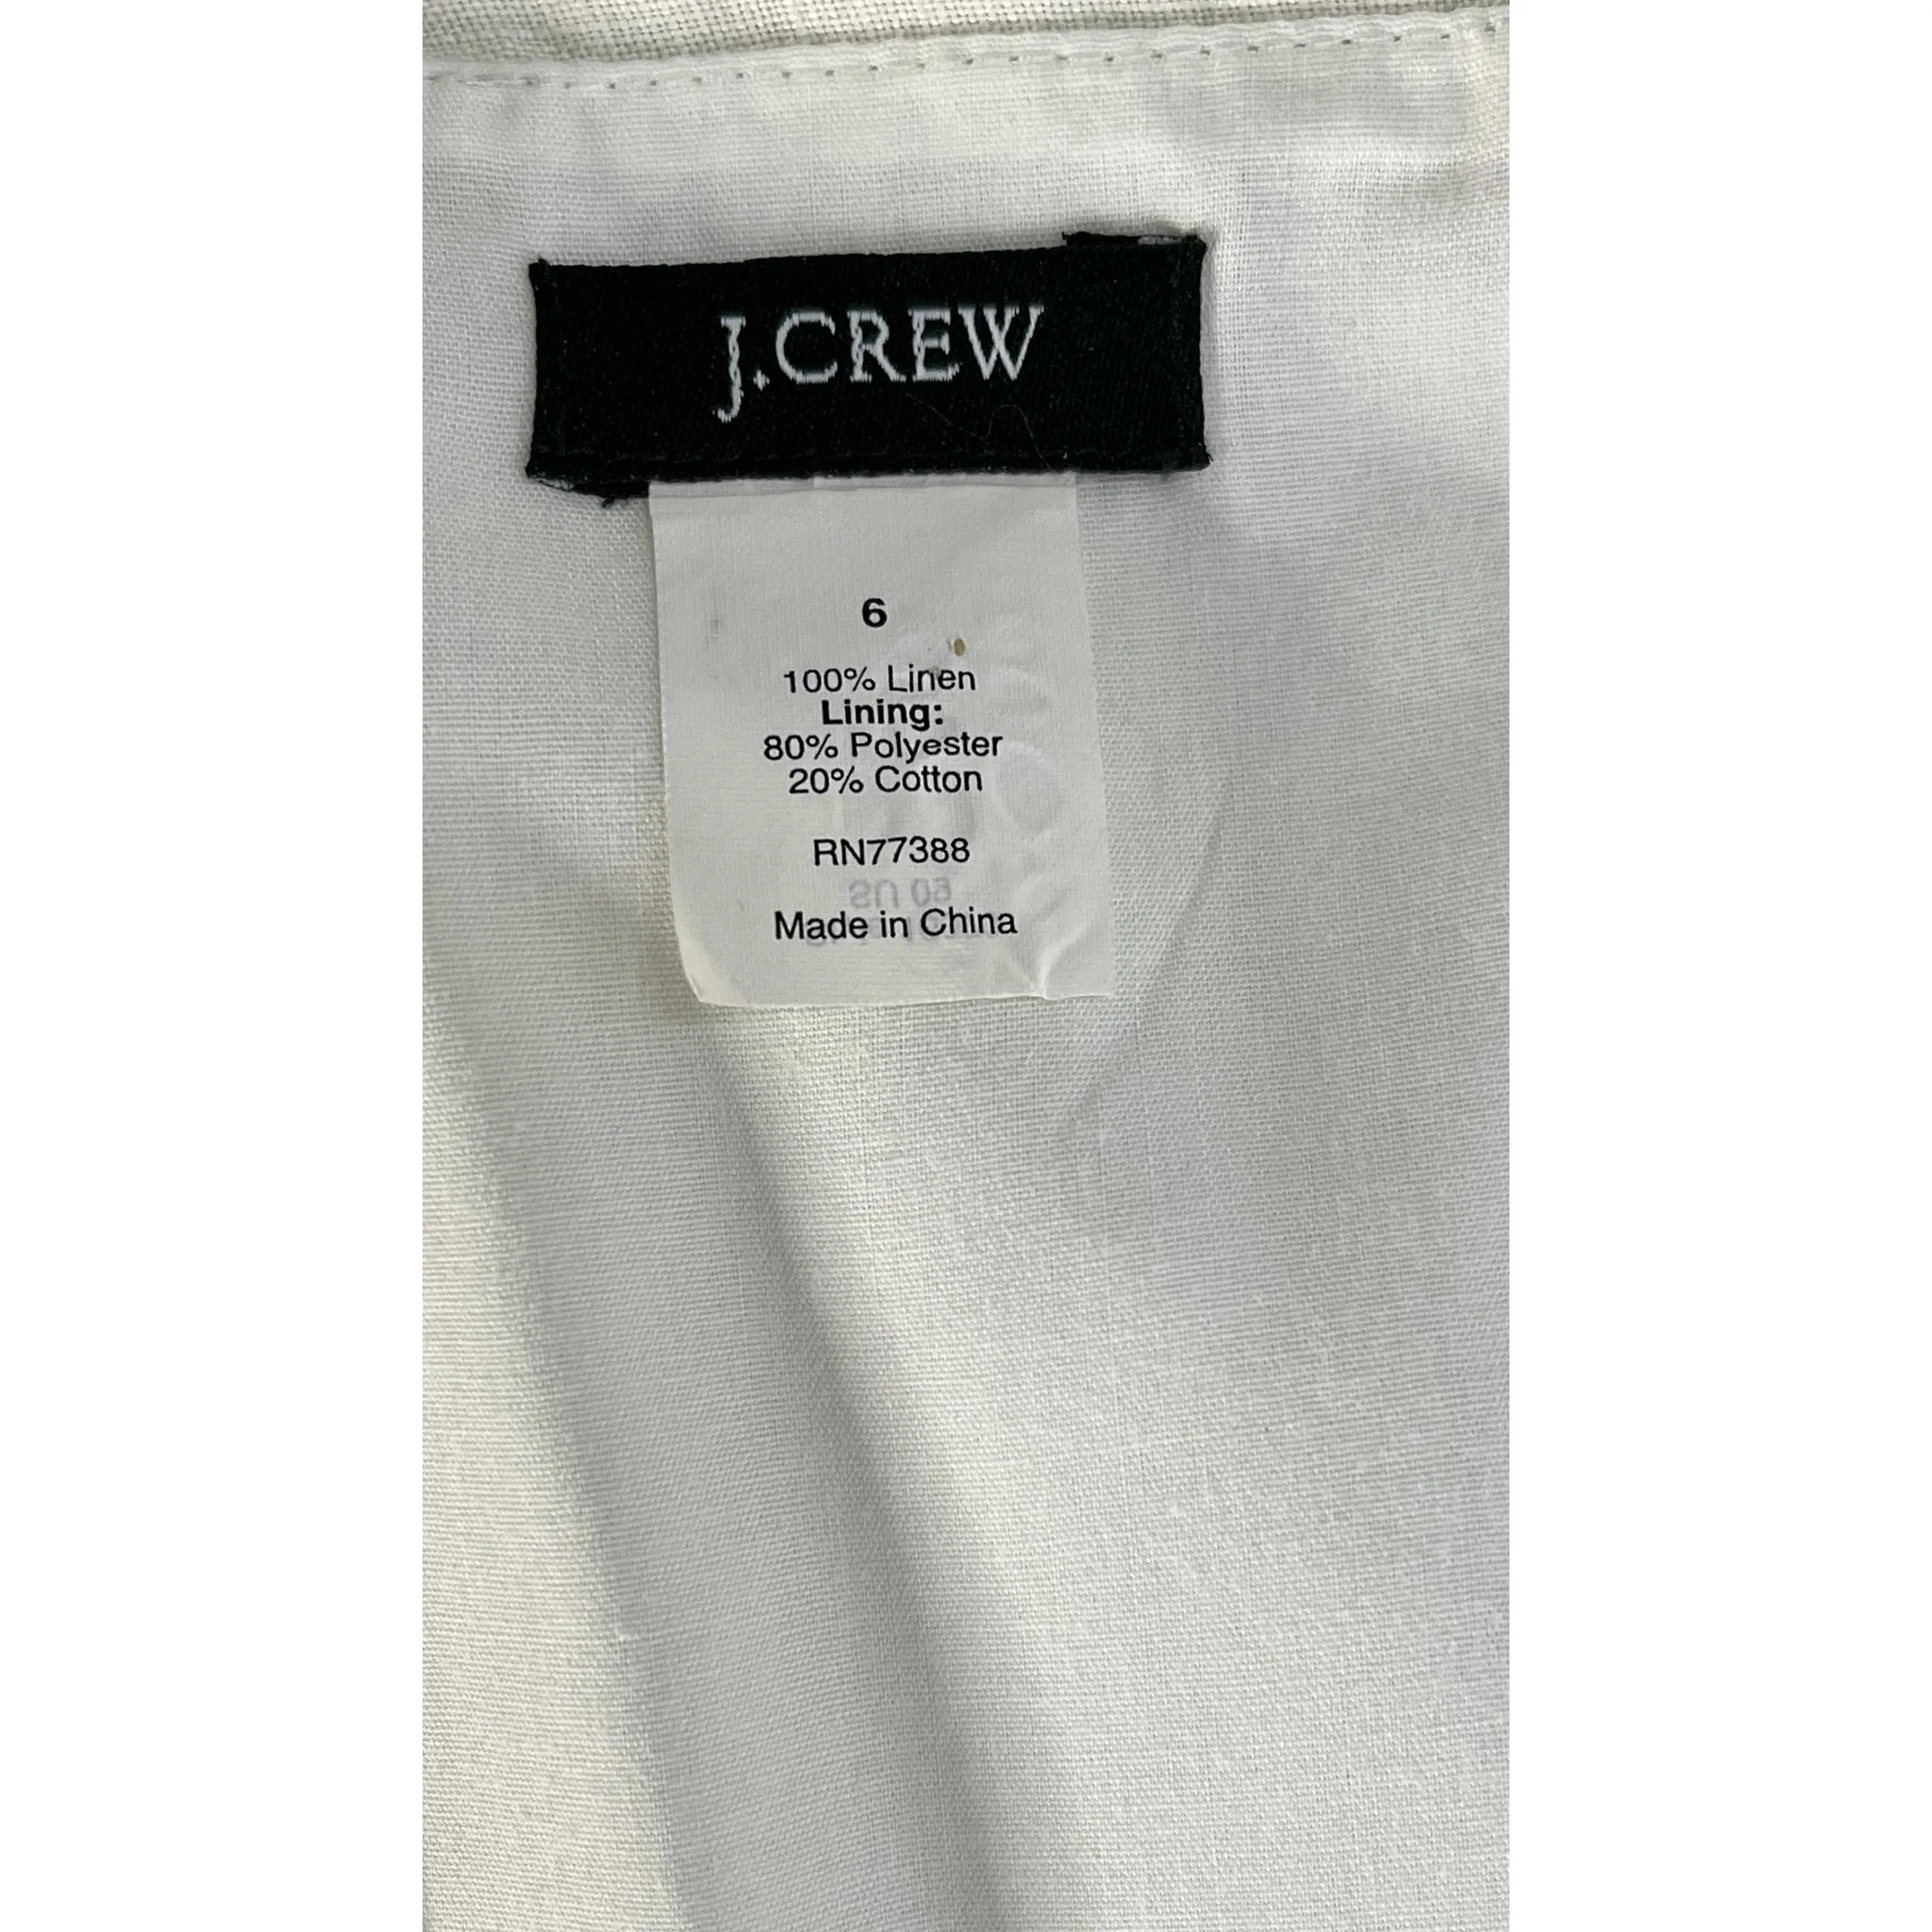 J.CREW
6
100% Linen
Lining:
80% Polyester
20% Cotton
RN77388
Made in China